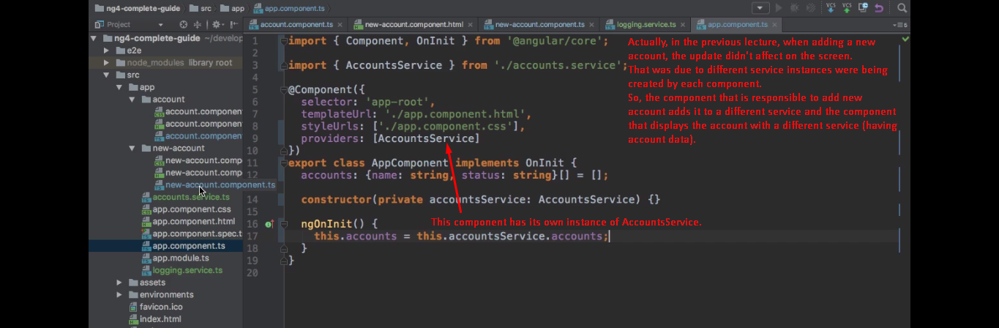 ng4-complete-guide src app app.component.ts
VCS VCS
Project
account.component.ts new-account.component.html new-account.component.ts logging.service.ts app.component.ts
ng4-complete-guide ~/develop
e2e
node_modules library root
src
app
account
account.componen
account.componen
account.componen
new-account
new-account.comp
new-account.comp
new-account.component.ts
accounts.service.ts
app.component.css
app.component.html
app.component.spec.t
app.component.ts
app.module.ts
logging.service.ts
assets
environments
favicon.ico
index.html
1 import { Component, OnInit } from '@angular/core';
2
3 import { AccountsService } from './accounts.service';
4
5 @Component({
6 selector: 'app-root',
7 templateUrl: './app.component.html',
8 styleUrls: ['./app.component.css'],
9 providers: [AccountsService]
10 })
11 export class AppComponent implements OnInit {
12 accounts: {name: string, status: string}[] = [];
14 constructor(private accountsService: AccountsService) {}
15
16 ngOnInit() {
17 this.accounts = this.accountsService.accounts;
18 }
19 }
20
Actually, in the previous lecture, when adding a new
account, the update didn't affect on the screen.
That was due to different service instances were being
created by each component.
So, the component that is responsible to add new
account adds it to a different service and the component
that displays the account with a different service (having
account data).
This component has its own instance of AccountsService.